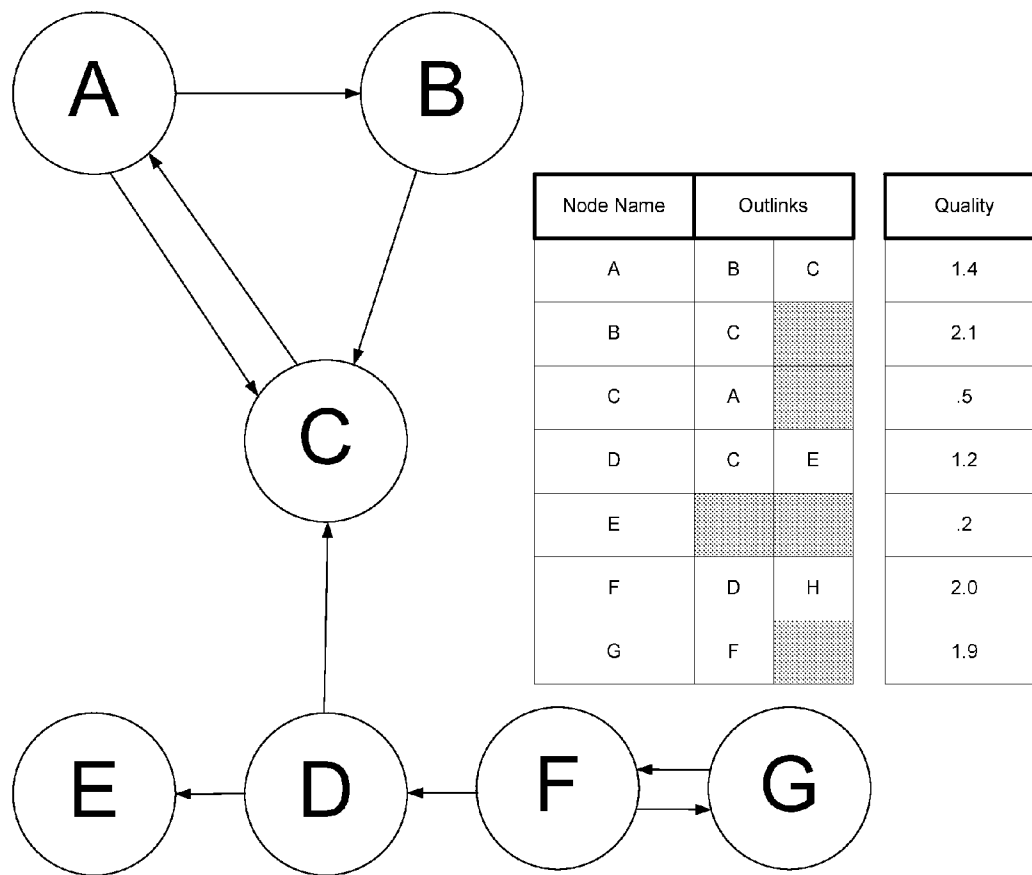 A
B
Node Name Outlinks Quality
A B C 1.4
B C 2.1
C A .5
C
D C E 1.2
E .2
F D H 2.0
G F 1.9
E
D
F
G